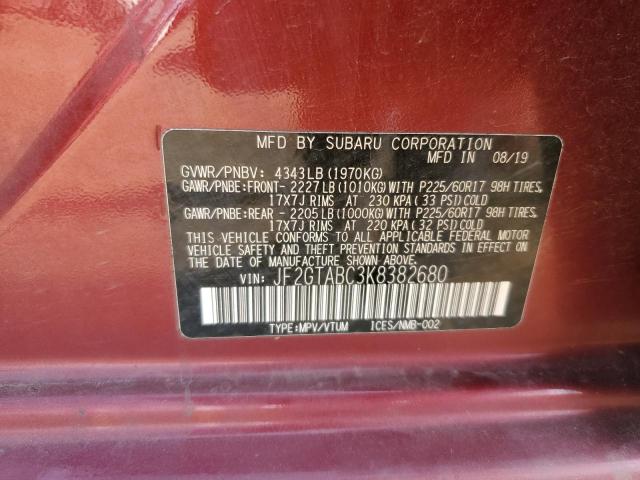 MFD BY SUBARU CORPORATION
MFD IN 08/19
GVWR/PNBV: 4343LB(1970KG)
GAWR/PNBE:FRONT- 2227LB(1010KG)WITH P225/60R17 98H TIRES,
17X7J RIMS AT 230 KPA(33 PSI)COLD
GAWR/PNBE:REAR - 2205LB(1000KG)WITH P225/60R17 98H TIRES,
17X7J RIMS AT 220 KPA(32 PSI)COLD
THIS VEHICLE CONFORMS TO ALL APPLICABLE FEDERAL MOTOR
VEHICLE SAFETY AND THEFT PREVENTION STANDARDS IN EFFECT ON
THE DATE OF MANUFACTURE SHOWN ABOVE.
VIN: JF2GTABC3K8382680
TYPE:MPV/VTUM ICES/NMB-002